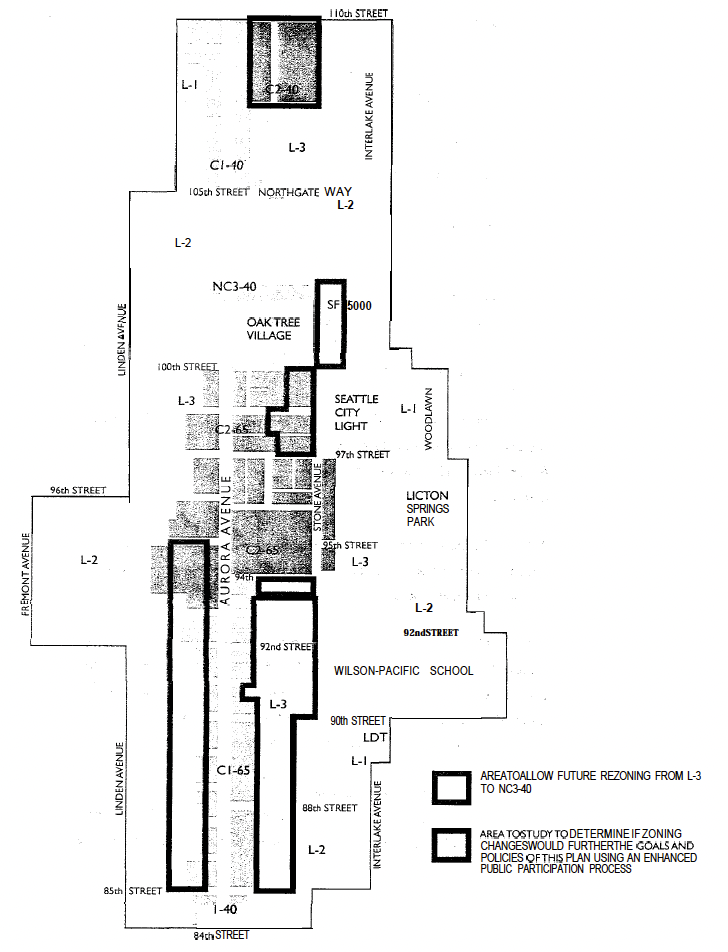 110th STREET
L-1
C2-40
INTERLAKE AVENUE
L-3
C1-40
105th STREET NORTHGATE WAY
L-2
L-2
NC3-40
SF 5000
OAK TREE
VILLAGE
LINDEN AVENUE
100th STREET
L-3
SEATTLE
CITY
LIGHT
L-1
WOODLAWN
C2-65
97th STREET
96th STREET
AURORA AVENUE
STONE AVENUE
LICTON
SPRINGS
PARK
FREMONT AVENUE
L-2
C2-65
95th STREET
L-3
94th
L-2
92ndSTREET
92nd STREET
WILSON-PACIFIC SCHOOL
L-3
90th STREET
LDT
L-1
C1-65
LINDEN AVENUE
88th STREET
INTERLAKE AVENUE
L-2
85th STREET
1-40
84th STREET
AREATOALLOW FUTURE REZONING FROM L-3
TO NC3-40
AREA TOSTUDY TO DETERMINE IF ZONING
CHANGESWOULD FURTHERTHE GOALS AND
POLICIES OF THIS PLAN USING AN ENHANCED
PUBLIC PARTICIPATION PROCESS